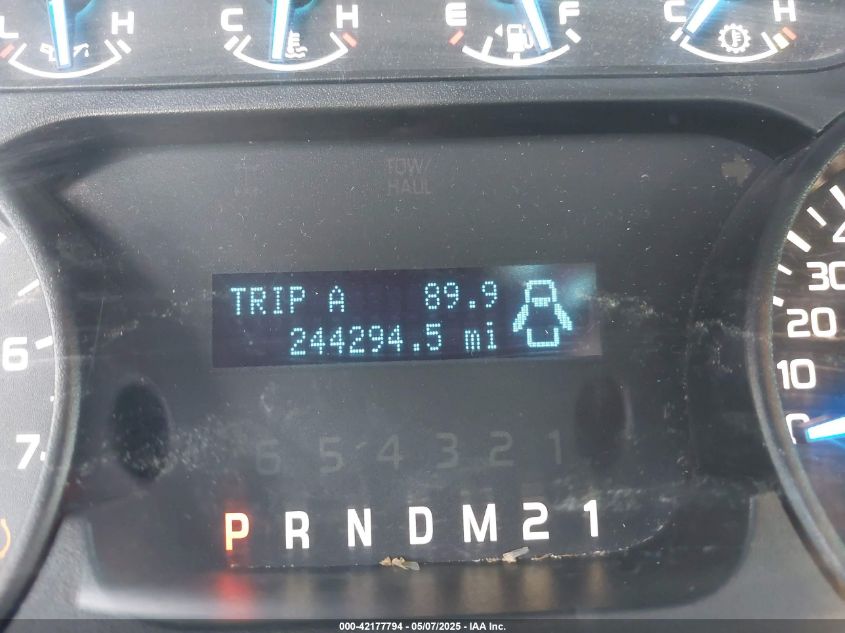 L H C H E F C H
TOW/
HAUL
TRIP A 89.9
244294.5 mi
30
20
10
0
6
7
6 5 4 3 2 1
P R N D M 2 1
000-42177794 - 05/07/2025 - IAA Inc.